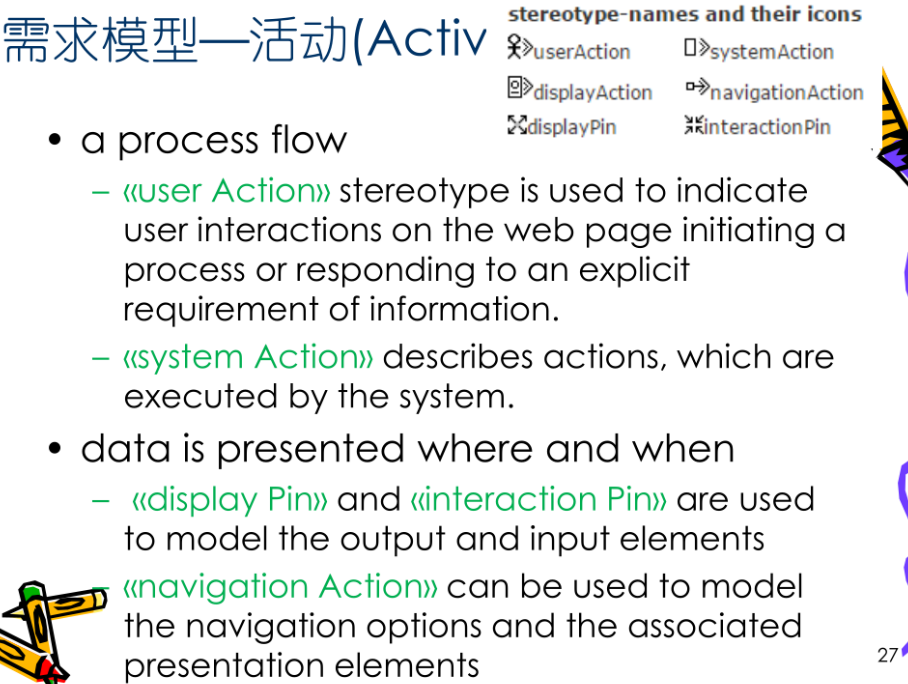 需求模型—活动(Activ
stereotype-names and their icons
userAction
systemAction
displayAction
navigationAction
displayPin
interactionPin
• a process flow
– «user Action» stereotype is used to indicate
user interactions on the web page initiating a
process or responding to an explicit
requirement of information.
– «system Action» describes actions, which are
executed by the system.
• data is presented where and when
– «display Pin» and «interaction Pin» are used
to model the output and input elements
– «navigation Action» can be used to model
the navigation options and the associated
presentation elements
27